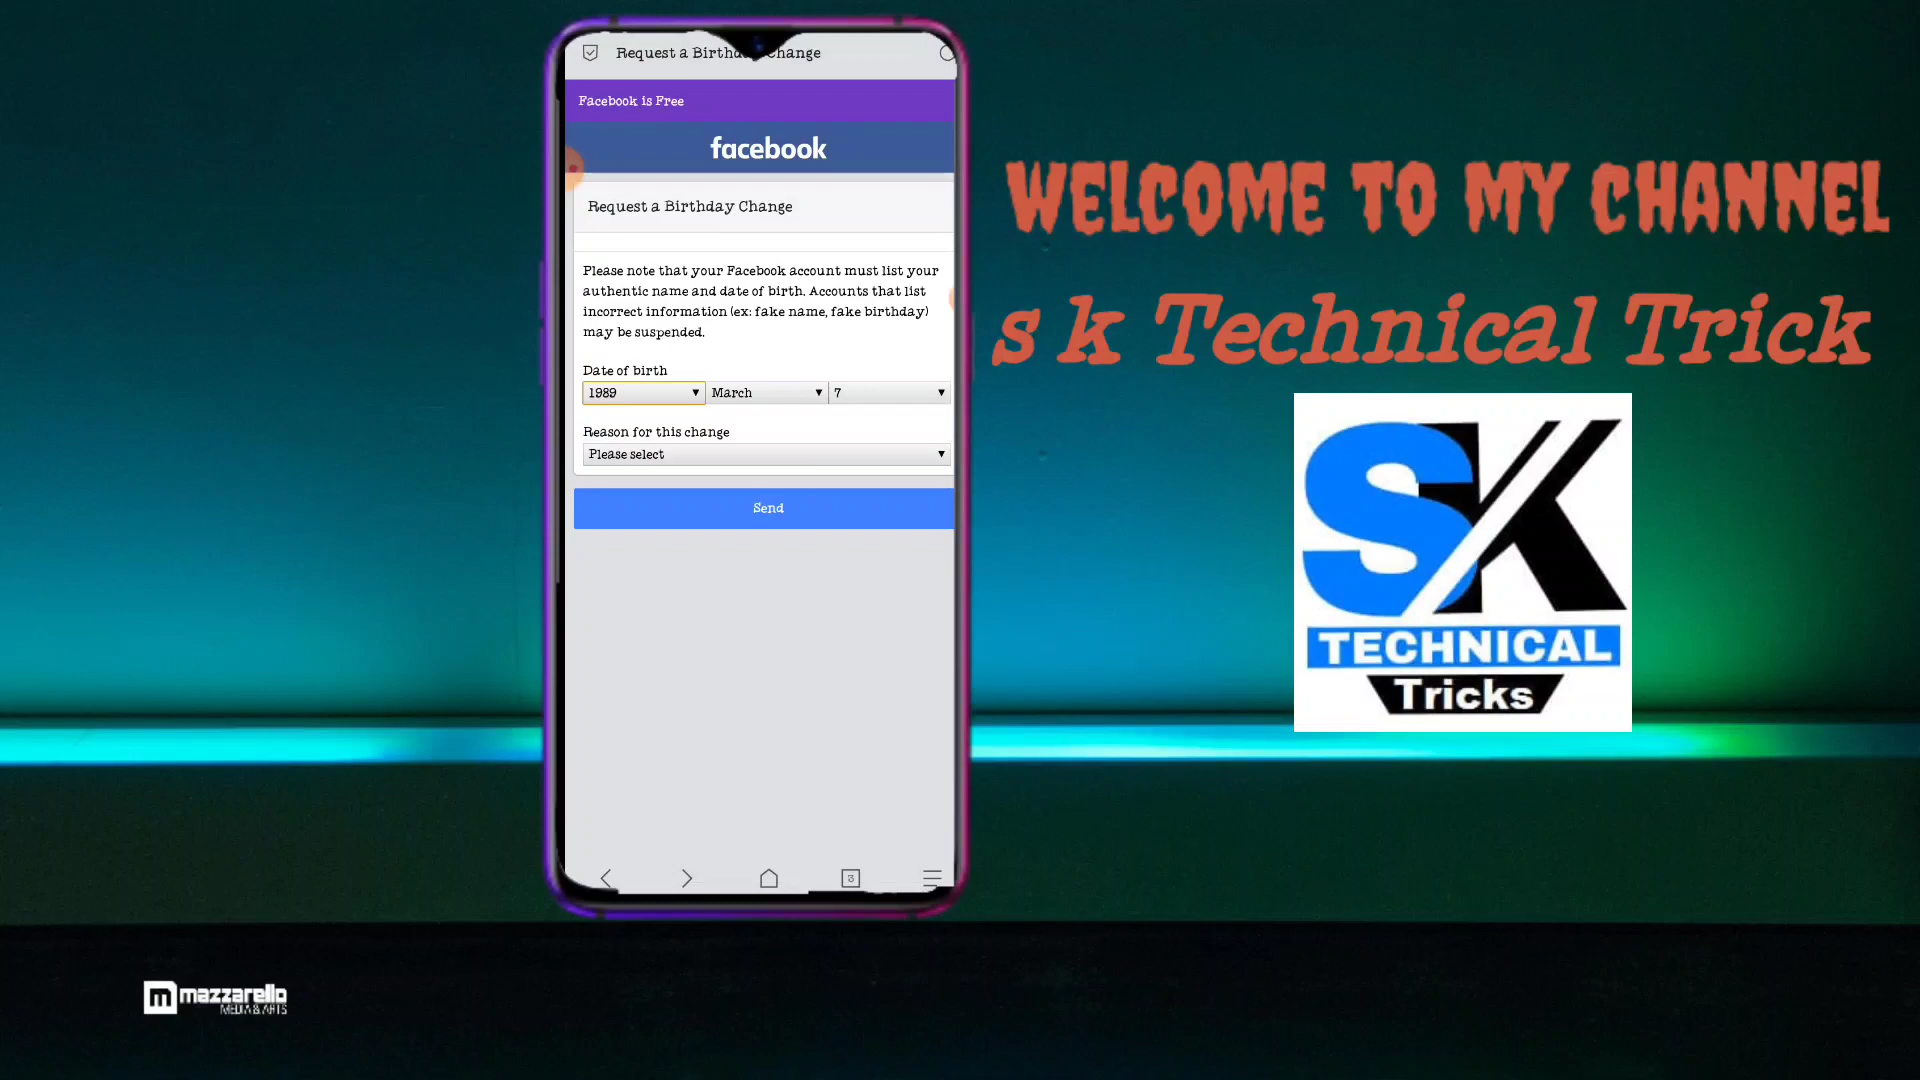 Request a Birthday Change
Facebook is Free
facebook
Request a Birthday Change
Please note that your Facebook account must list your
authentic name and date of birth. Accounts that list
incorrect information (ex: fake name, fake birthday)
may be suspended.
Date of birth
1989 March 7
Reason for this change
Please select
Send
3
WELCOME TO MY CHANNEL
s k Technical Trick
SK
TECHNICAL
Tricks
m mazzarello
MEDIA & ARTS